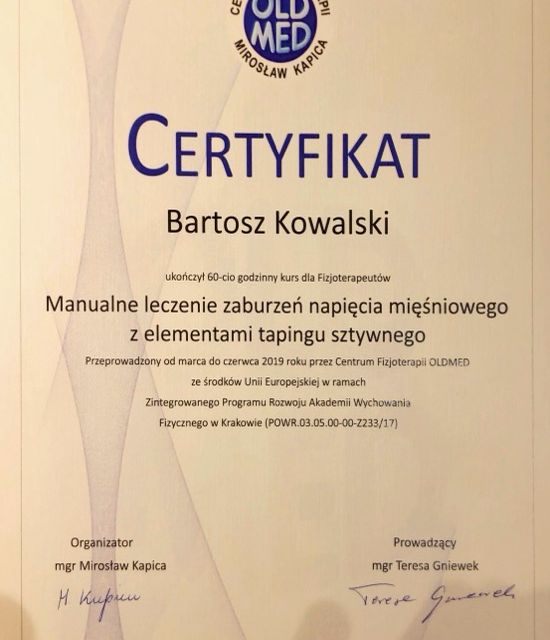 OLD
MED
MIROSŁAW KAPICA
CERTYFIKAT
Bartosz Kowalski
ukończył 60-cio godzinny kurs dla Fizjoterapeutów
Manualne leczenie zaburzeń napięcia mięśniowego
z elementami tapingu sztywnego
Przeprowadzony od marca do czerwca 2019 roku przez Centrum Fizjoterapii OLDMED
ze środków Unii Europejskiej w ramach
Zintegrowanego Programu Rozwoju Akademii Wychowania
Fizycznego w Krakowie (POWR.03.05.00-00-Z233/17)
Organizator
mgr Mirosław Kapica
Prowadzący
mgr Teresa Gniewek